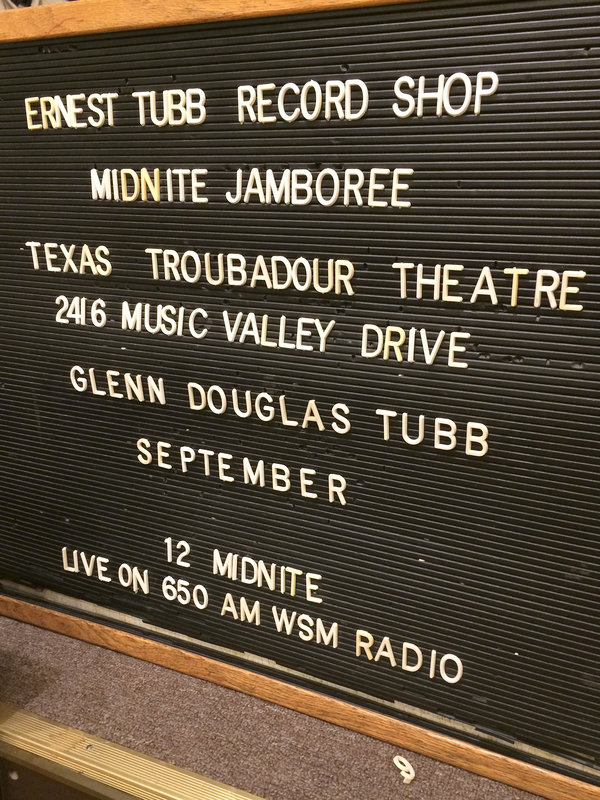 ERNEST TUBB RECORD SHOP
MIDNITE JAMBOREE
TEXAS TROUBADOUR THEATRE
2416 MUSIC VALLEY DRIVE
GLENN DOUGLAS TUBB
SEPTEMBER
12 MIDNITE
LIVE ON 650 AM WSM RADIO
9